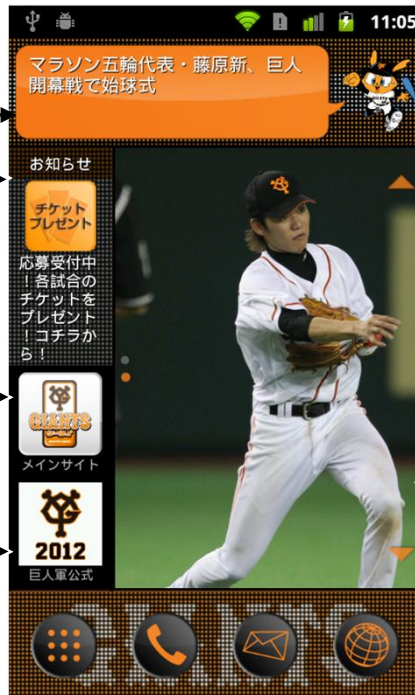 11:05
マラソン五輪代表・藤原新、巨人
開幕戦で始球式
お知らせ
チケット
プレゼント
応募受付中
！各試合の
チケットを
プレゼント
！コチラか
ら！
GIANTS
メインサイト
2012
巨人軍公式
GIANTS